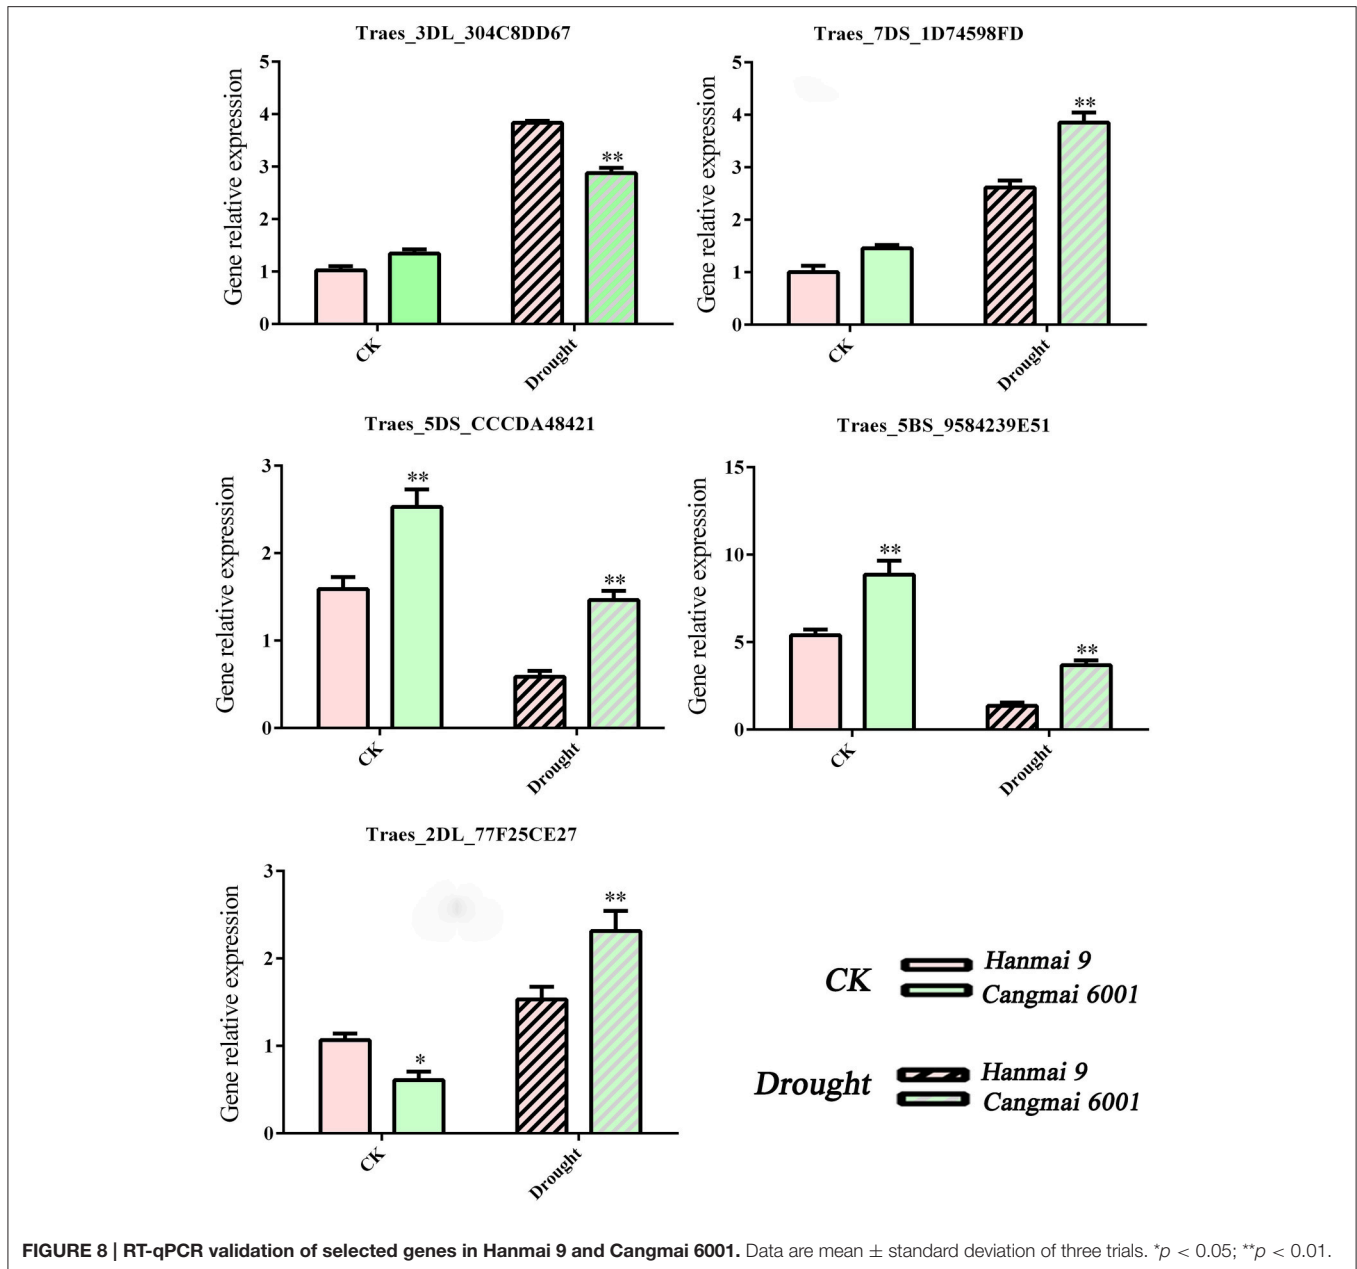 Traes_3DL_304C8DD67
Gene relative expression
5
4
3
2
1
0
**
CK
Drought
Traes_7DS_1D74598FD
Gene relative expression
5
4
3
2
1
0
**
CK
Drought
Traes_5DS_CCCDA48421
Gene relative expression
3
2
1
0
**
**
CK
Drought
Traes_5BS_9584239E51
Gene relative expression
15
10
5
0
**
**
CK
Drought
Traes_2DL_77F25CE27
Gene relative expression
3
2
1
0
*
**
CK
Drought
CK
Hanmai 9
Cangmai 6001
Drought
Hanmai 9
Cangmai 6001
FIGURE 8 | RT-qPCR validation of selected genes in Hanmai 9 and Cangmai 6001. Data are mean ± standard deviation of three trials. *p < 0.05; **p < 0.01.